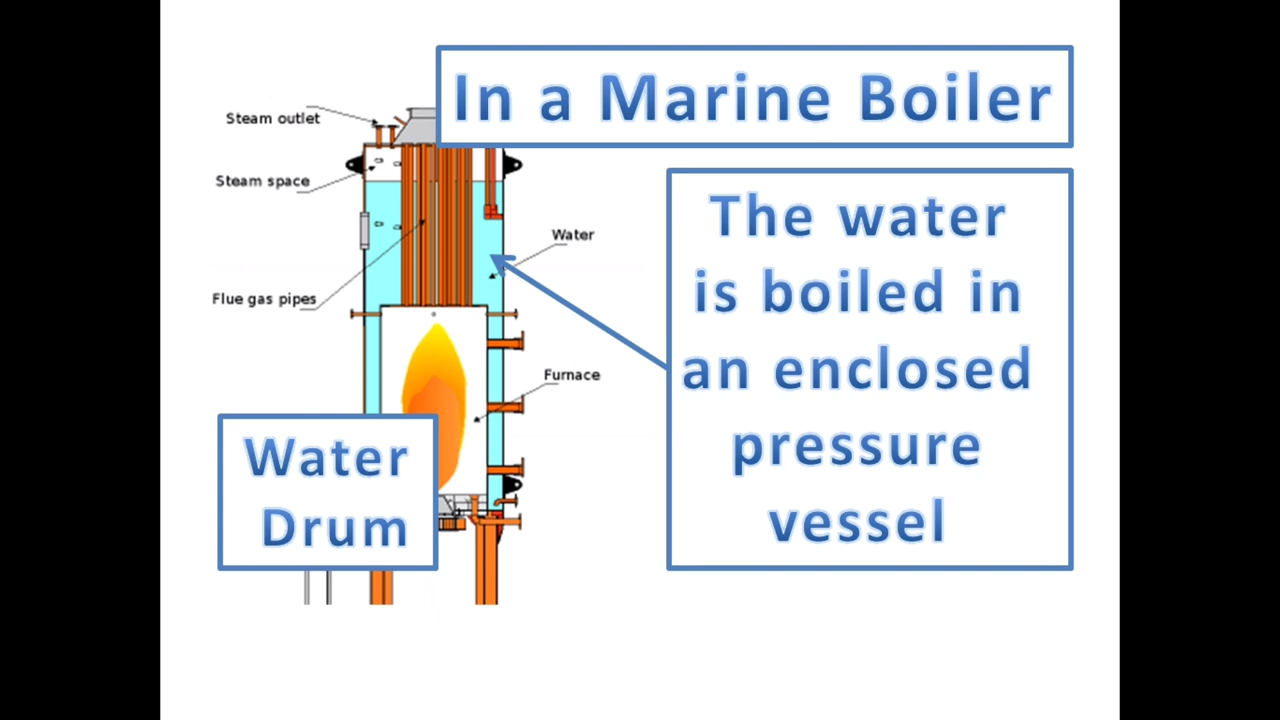 In a Marine Boiler
Steam outlet
Steam space
Flue gas pipes
Water
Furnace
The water
is boiled in
an enclosed
pressure
vessel
Water
Drum